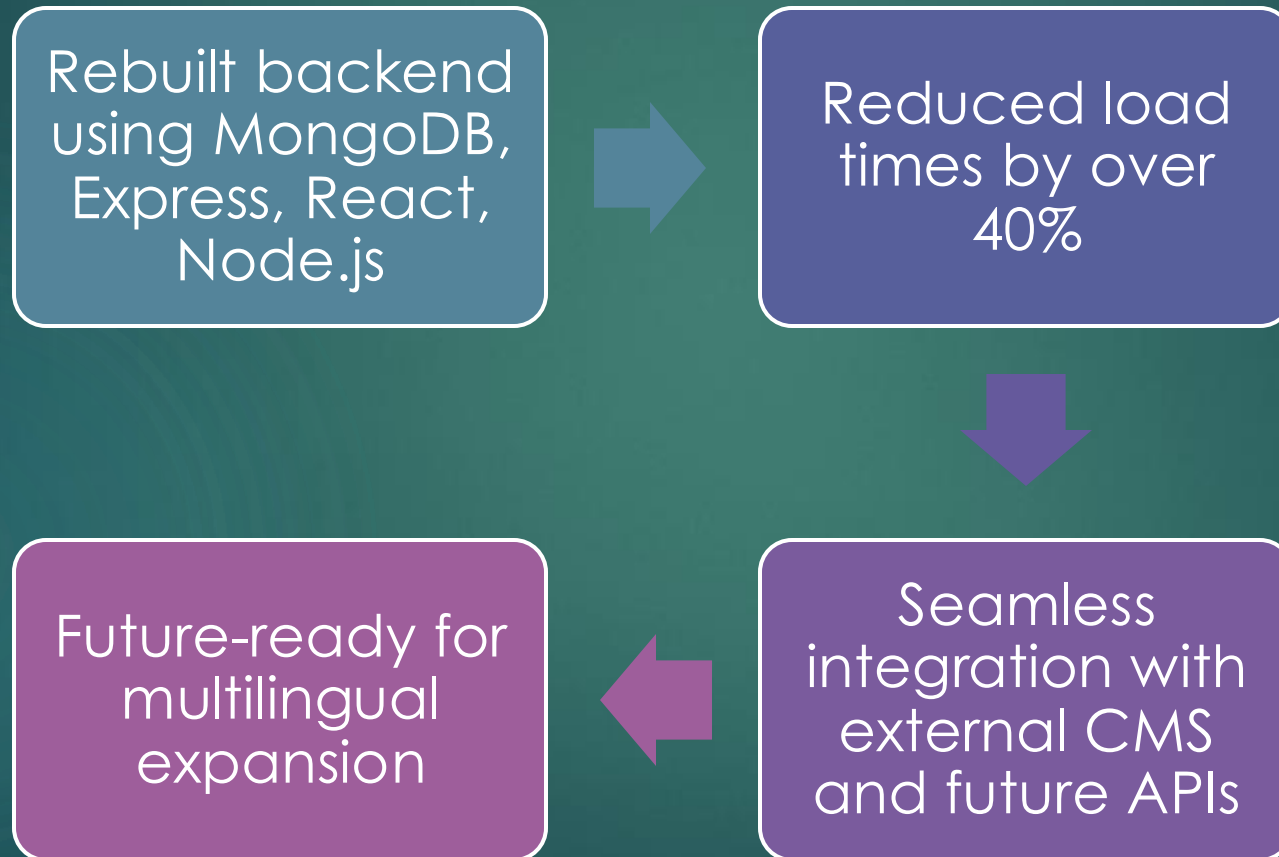 Rebuilt backend
using MongoDB,
Express, React,
Node.js
Reduced load
times by over
40%
Seamless
integration with
external CMS
and future APIs
Future-ready for
multilingual
expansion